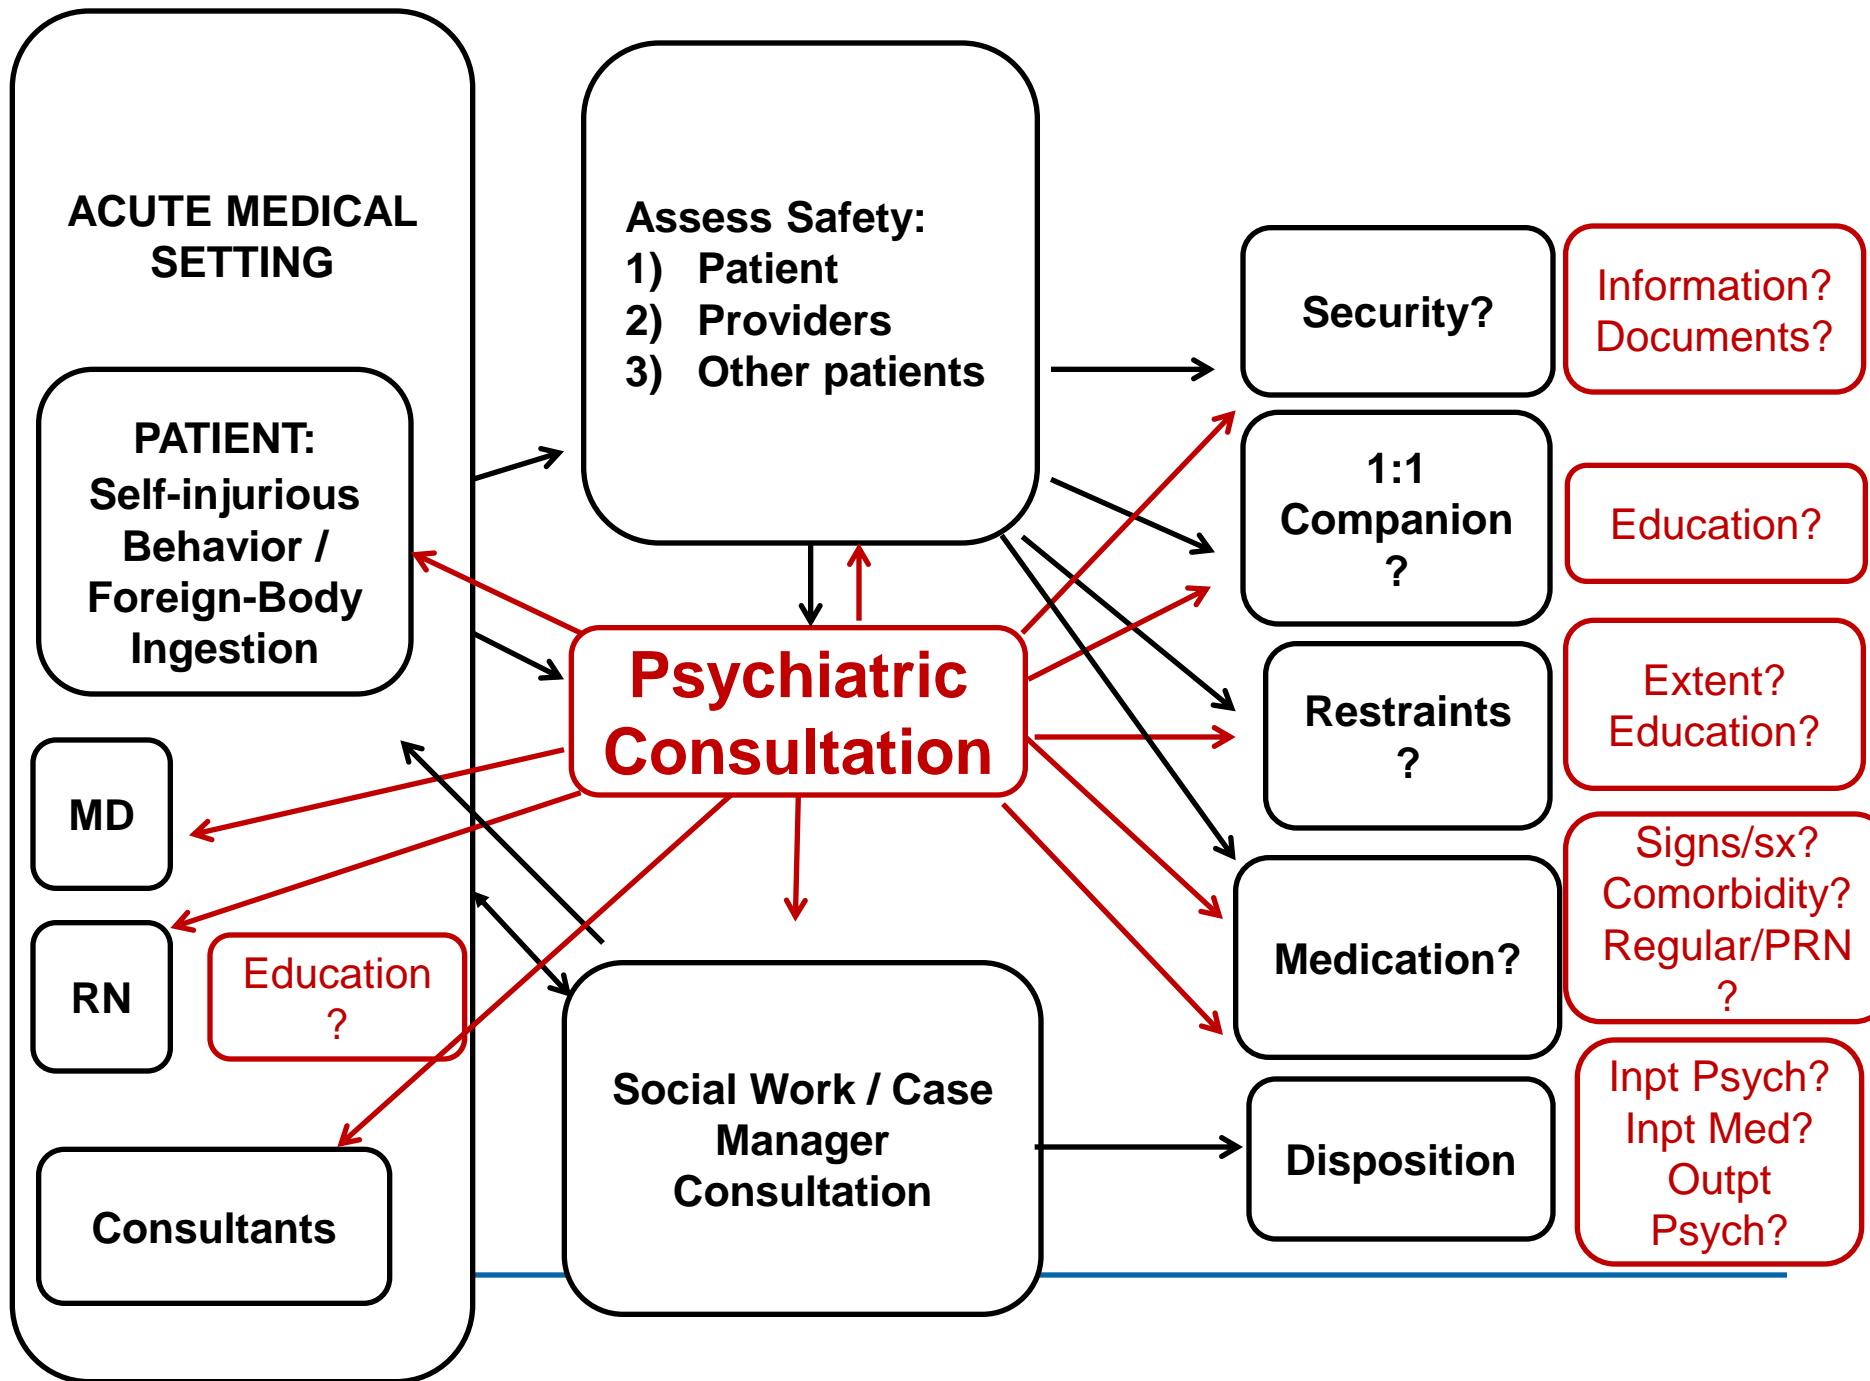 ACUTE MEDICAL
SETTING
PATIENT:
Self-injurious
Behavior /
Foreign-Body
Ingestion
MD
RN
Education
?
Consultants
Assess Safety:
1) Patient
2) Providers
3) Other patients
Psychiatric
Consultation
Social Work / Case
Manager
Consultation
Security?
Information?
Documents?
1:1
Companion
?
Education?
Restraints
?
Extent?
Education?
Medication?
Signs/sx?
Comorbidity?
Regular/PRN
?
Disposition
Inpt Psych?
Inpt Med?
Outpt
Psych?